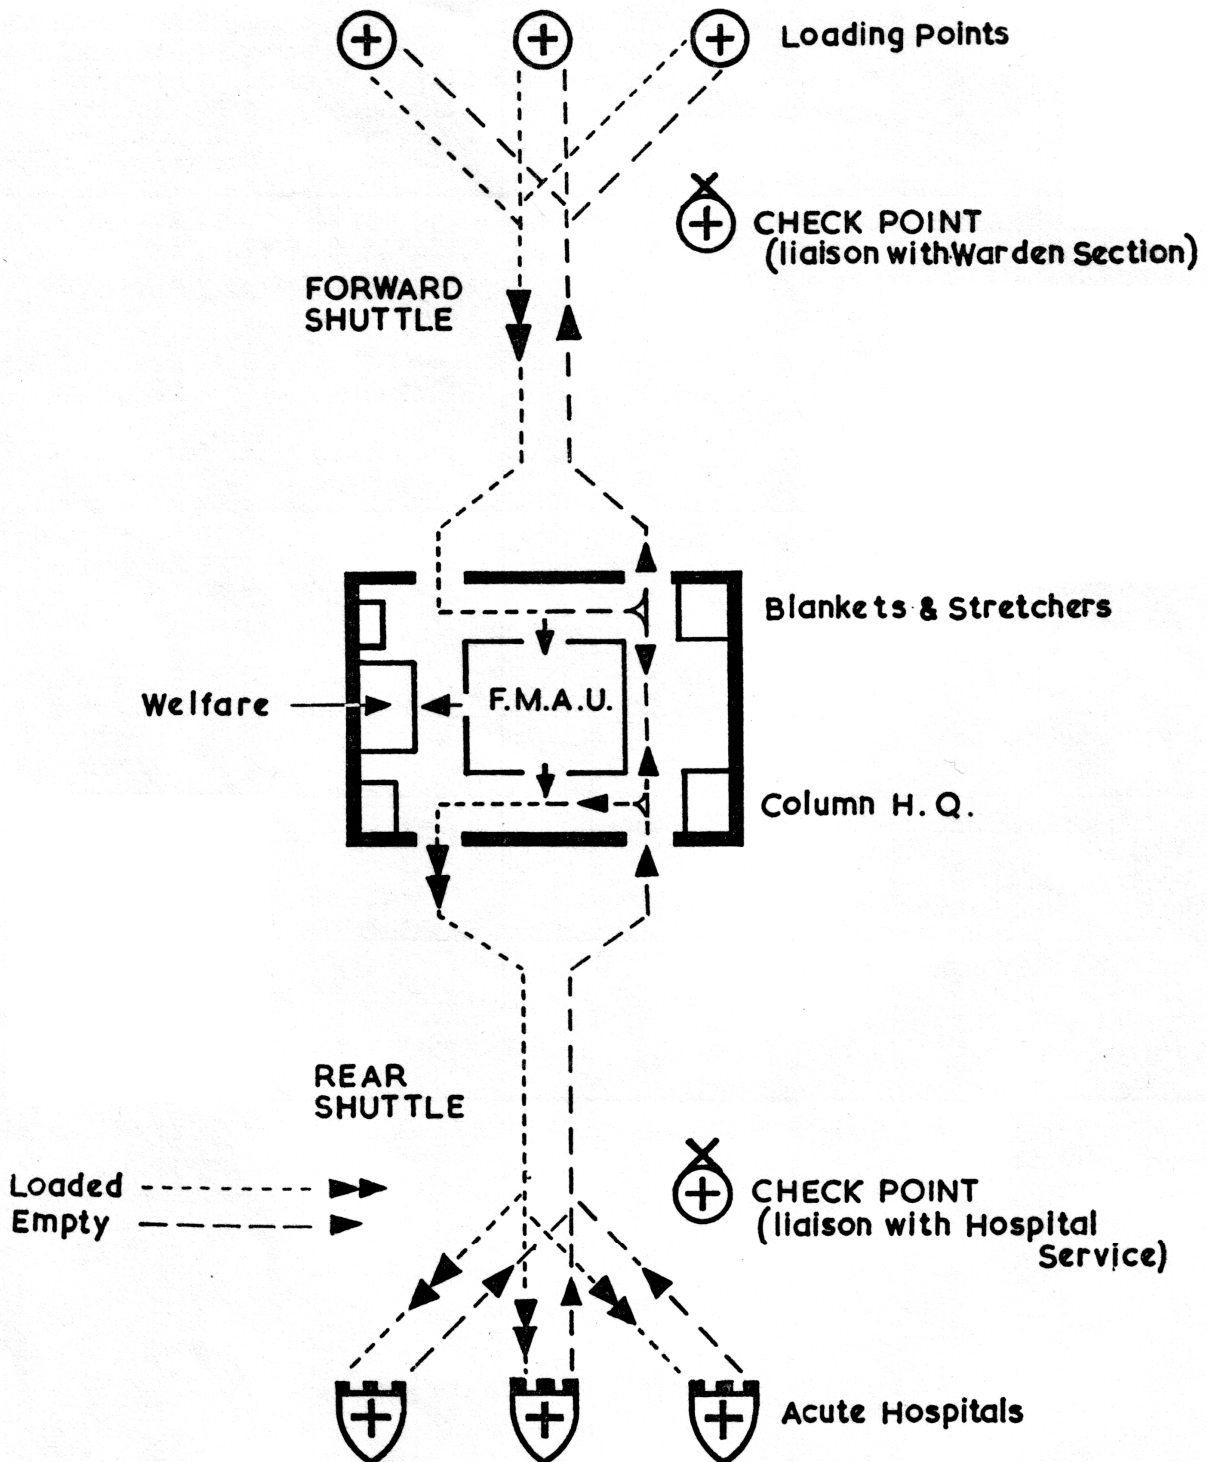 Loading Points
CHECK POINT
(liaison with Warden Section)
FORWARD
SHUTTLE
Blankets & Stretchers
Welfare
F.M.A.U.
Column H.Q.
REAR
SHUTTLE
Loaded
Empty
CHECK POINT
(liaison with Hospital
Service)
Acute Hospitals